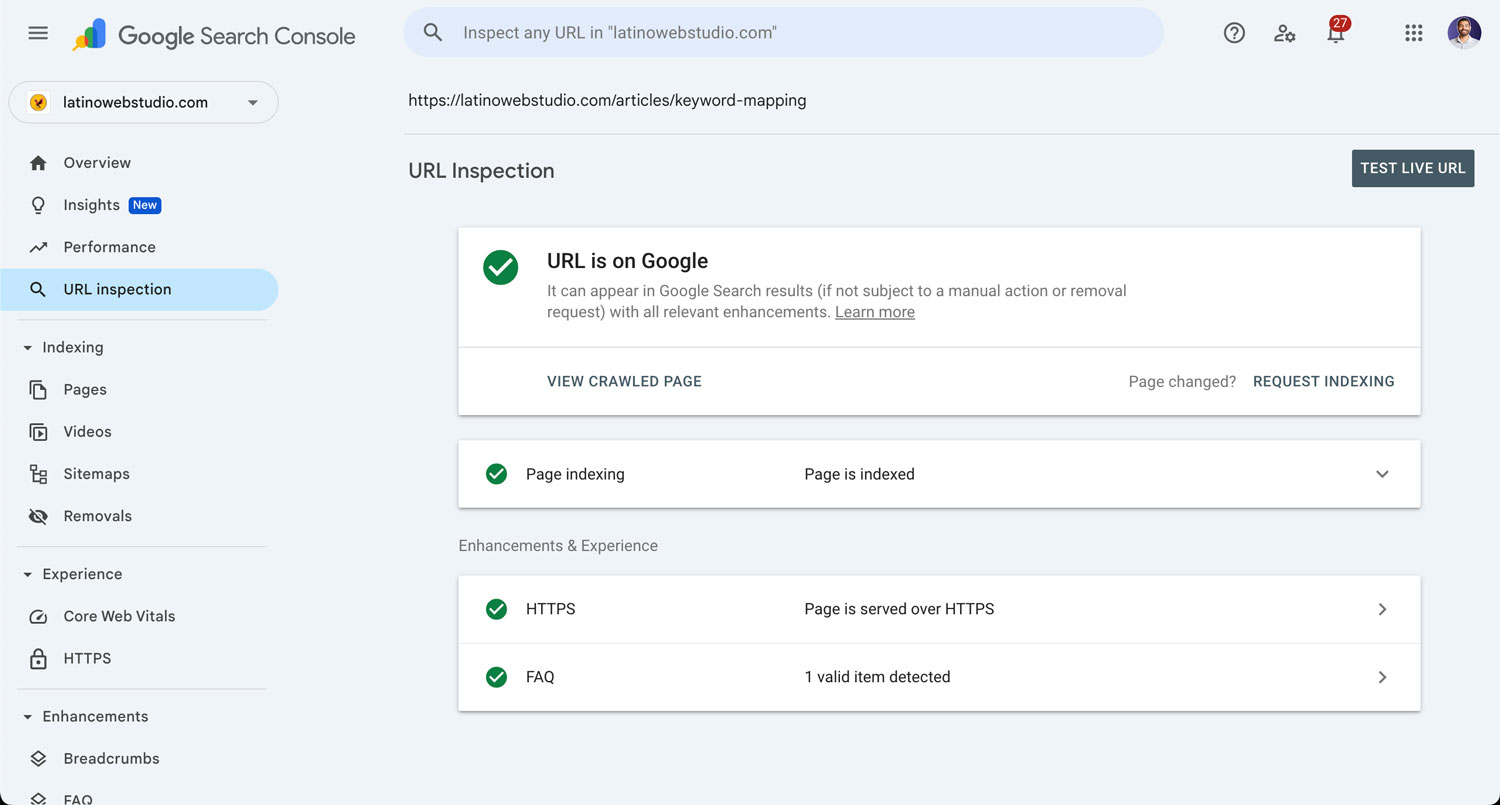 Google Search Console
Inspect any URL in "latinowebstudio.com"
27
latinowebstudio.com
https://latinowebstudio.com/articles/keyword-mapping
Overview
Insights New
Performance
URL inspection
Indexing
Pages
Videos
Sitemaps
Removals
Experience
Core Web Vitals
HTTPS
Enhancements
Breadcrumbs
FAQ
URL Inspection
TEST LIVE URL
URL is on Google
It can appear in Google Search results (if not subject to a manual action or removal
request) with all relevant enhancements. Learn more
VIEW CRAWLED PAGE
Page changed? REQUEST INDEXING
Page indexing Page is indexed
Enhancements & Experience
HTTPS Page is served over HTTPS
FAQ 1 valid item detected